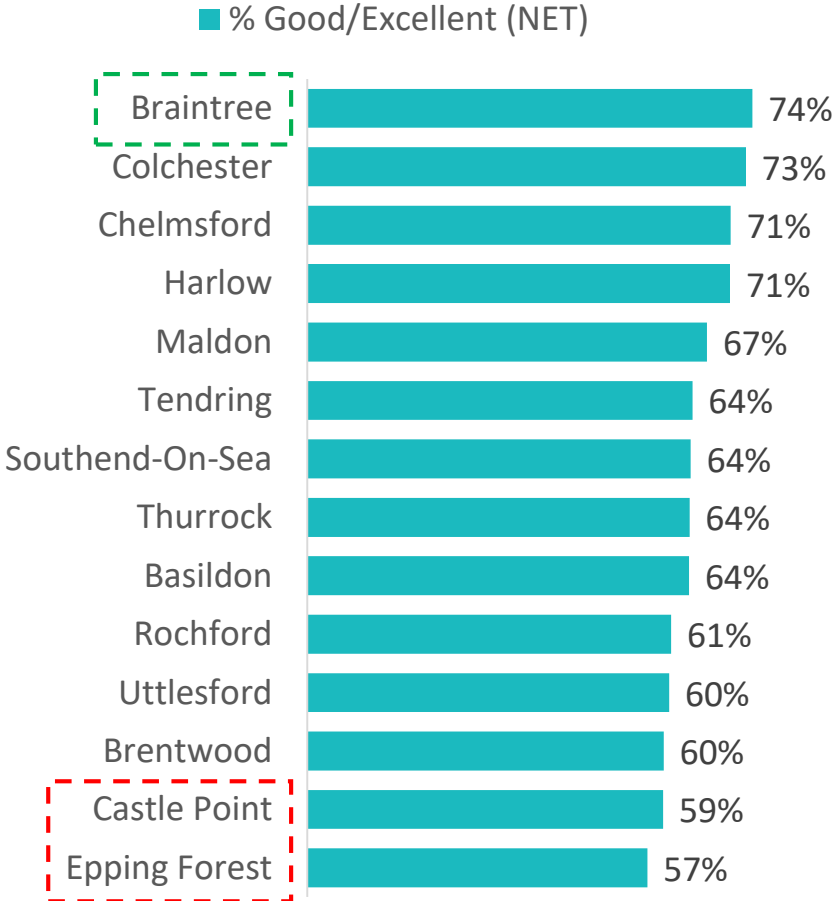 % Good/Excellent (NET)
Braintree 74%
Colchester 73%
Chelmsford 71%
Harlow 71%
Maldon 67%
Tendring 64%
Southend-On-Sea 64%
Thurrock 64%
Basildon 64%
Rochford 61%
Uttlesford 60%
Brentwood 60%
Castle Point 59%
Epping Forest 57%